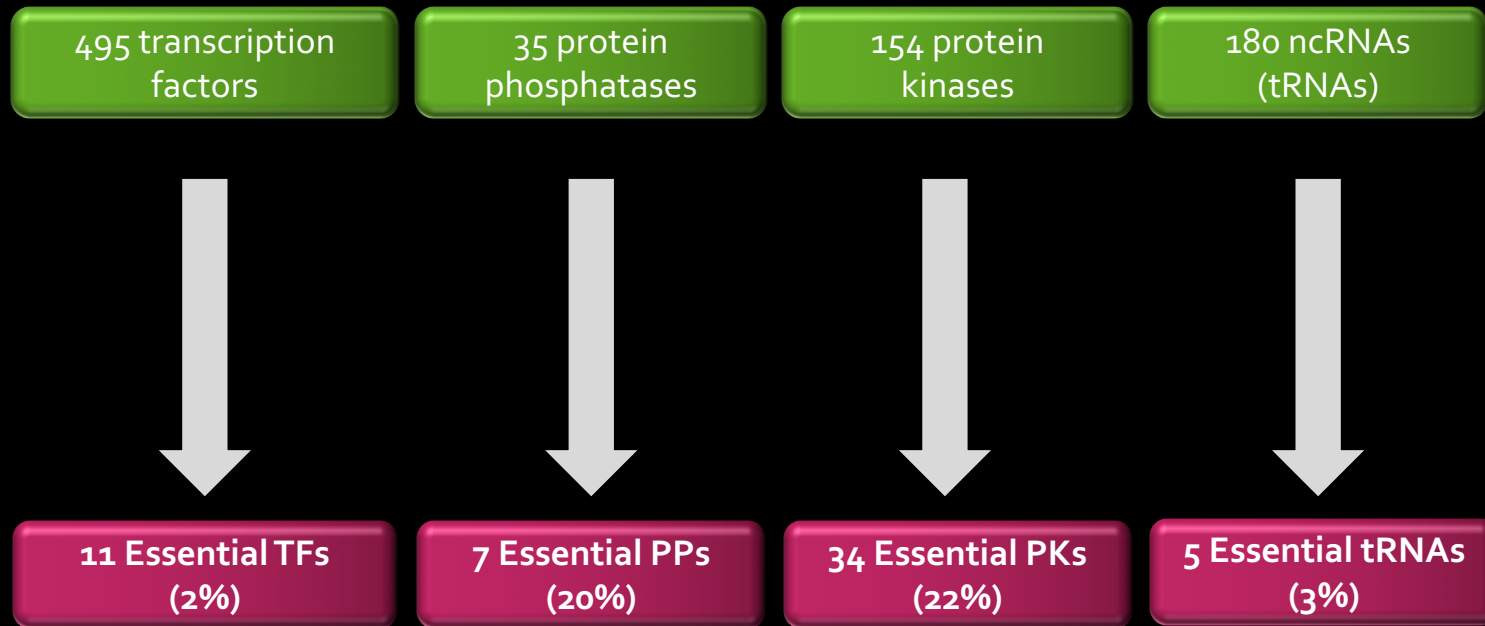 495 transcription
factors
35 protein
phosphatases
154 protein
kinases
180 ncRNAs
(tRNAs)
11 Essential TFs
(2%)
7 Essential PPs
(20%)
34 Essential PKs
(22%)
5 Essential tRNAs
(3%)